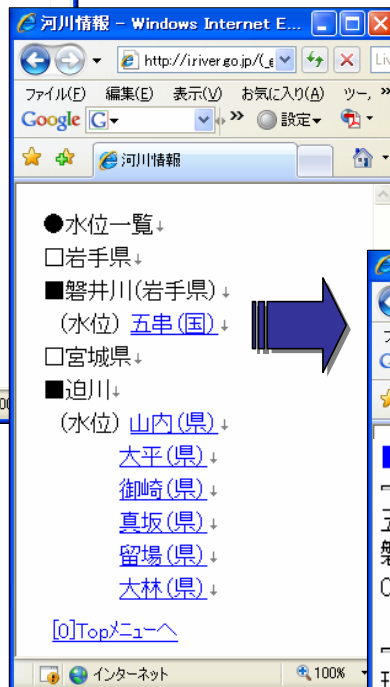 河川情報 - Windows Internet E...
http://i.river.go.jp/(_e
Liv
ファイル(F) 編集(E) 表示(V) お気に入り(A) ツー, »
Google G 設定
河川情報
●水位一覧↓
□岩手県↓
■磐井川(岩手県)↓
(水位) 五串(国)↓
□宮城県↓
■迫川↓
(水位) 山内(県)↓
大平(県)↓
御崎(県)↓
真坂(県)↓
留場(県)↓
大林(県)↓
[0]Topメニューへ
インターネット 100%